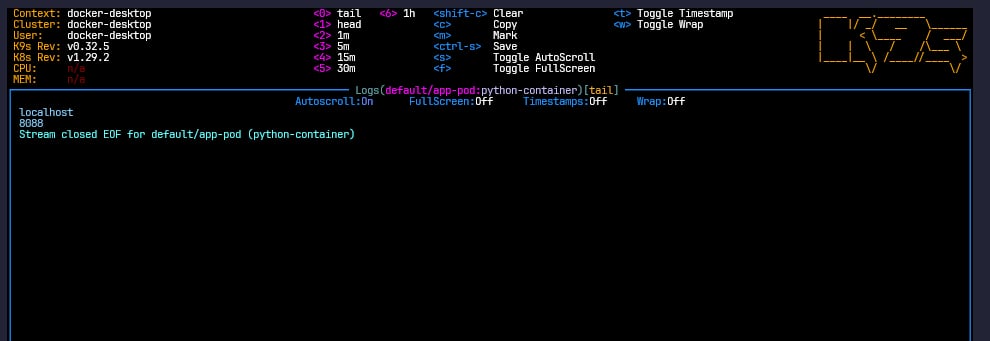 Context: docker-desktop <0> tail <6> 1h <shift-c> Clear <t> Toggle Timestamp
Cluster: docker-desktop <1> head <c> Copy <w> Toggle Wrap
User: docker-desktop <2> 1m <m> Mark
K9s Rev: v0.32.5 <3> 5m <ctrl-s> Save
K8s Rev: v1.29.2 <4> 15m <s> Toggle AutoScroll
CPU: n/a <5> 30m <f> Toggle FullScreen
MEM: n/a
Logs(default/app-pod:python-container)[tail]
Autoscroll:On FullScreen:Off Timestamps:Off Wrap:Off
localhost
8088
Stream closed EOF for default/app-pod (python-container)